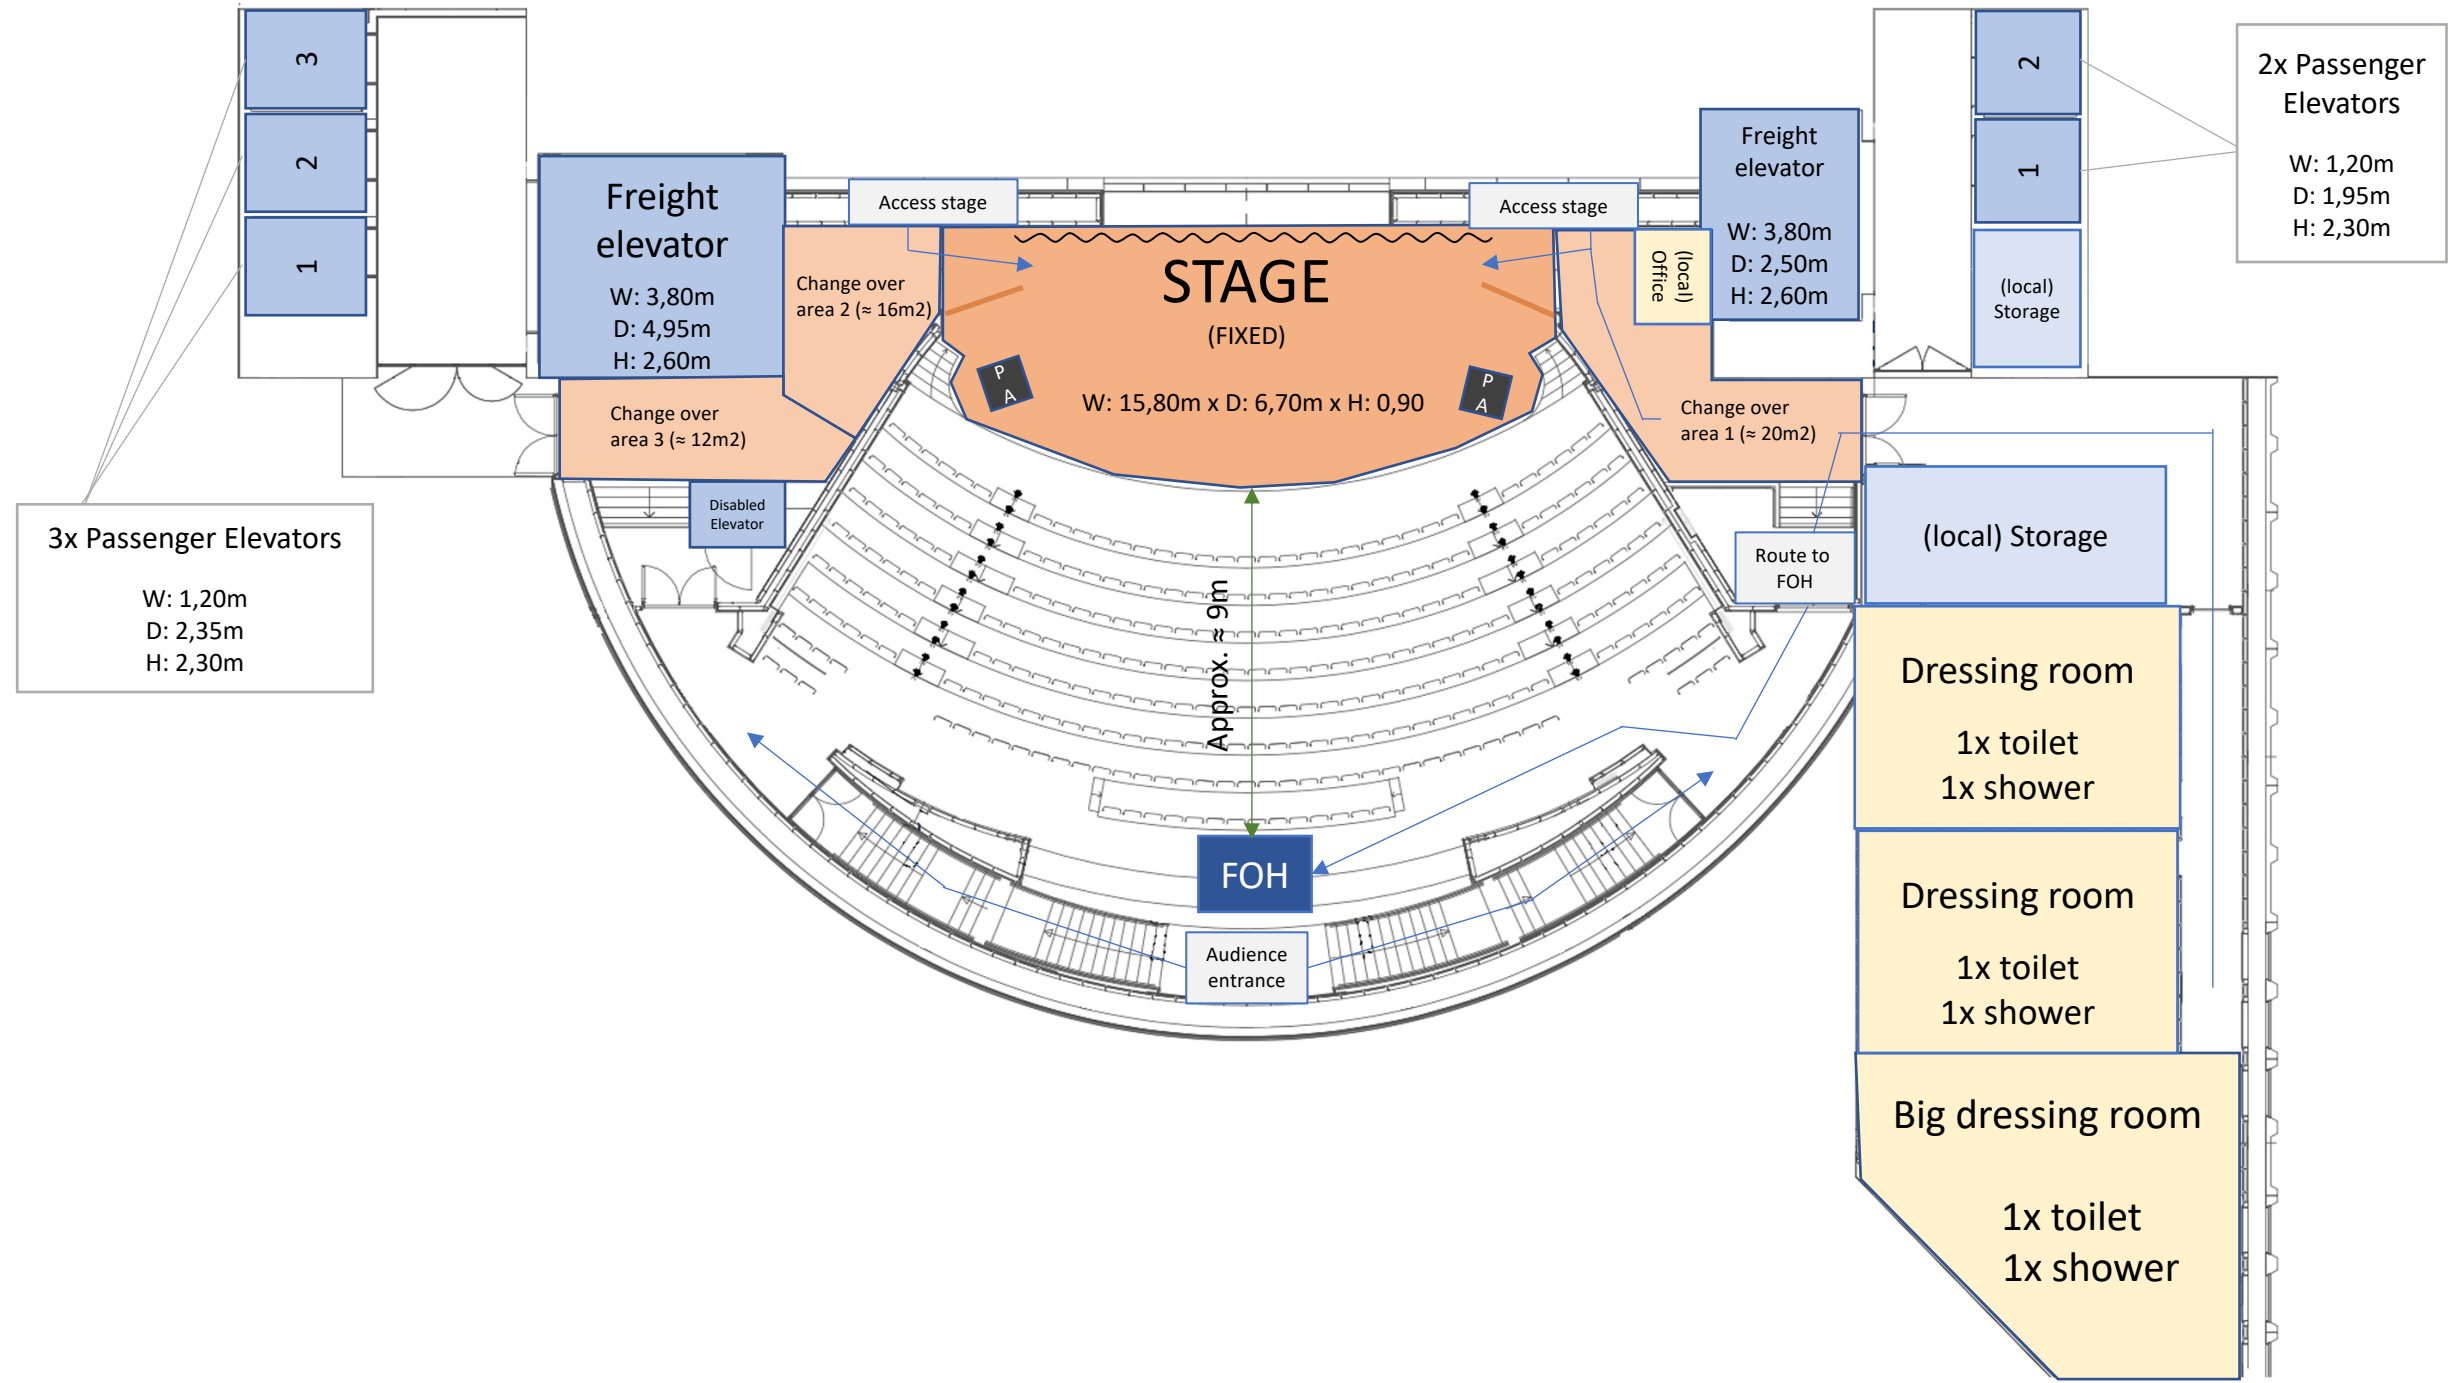 3
2
1
3x Passenger Elevators
W: 1,20m
D: 2,35m
H: 2,30m
Freight
elevator
W: 3,80m
D: 4,95m
H: 2,60m
Access stage
Change over
area 2 (≈ 16m2)
Change over
area 3 (≈ 12m2)
Disabled
Elevator
STAGE
(FIXED)
W: 15,80m x D: 6,70m x H: 0,90
P
A
P
A
Access stage
(local)
Office
Freight
elevator
W: 3,80m
D: 2,50m
H: 2,60m
Change over
area 1 (≈ 20m2)
2
1
(local)
Storage
2x Passenger
Elevators
W: 1,20m
D: 1,95m
H: 2,30m
Approx. ≈ 9m
FOH
Audience
entrance
Route to
FOH
(local) Storage
Dressing room
1x toilet
1x shower
Dressing room
1x toilet
1x shower
Big dressing room
1x toilet
1x shower